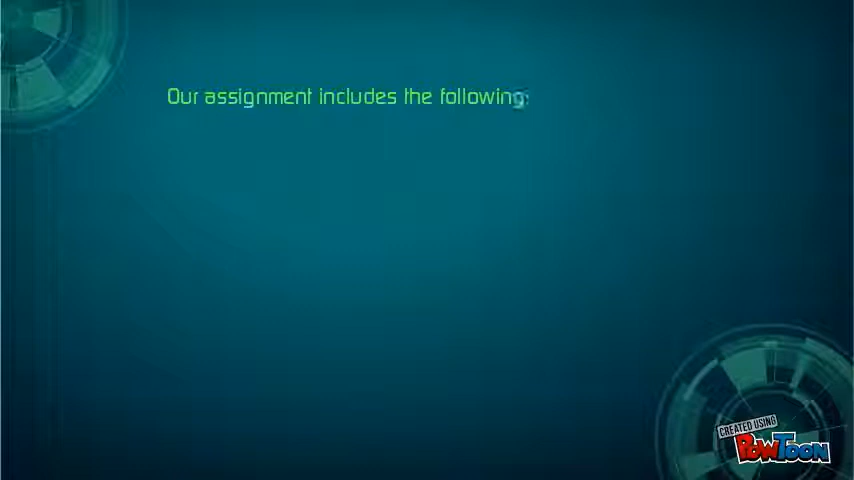 Our assignment includes the following:
CREATED USING
POWTOON